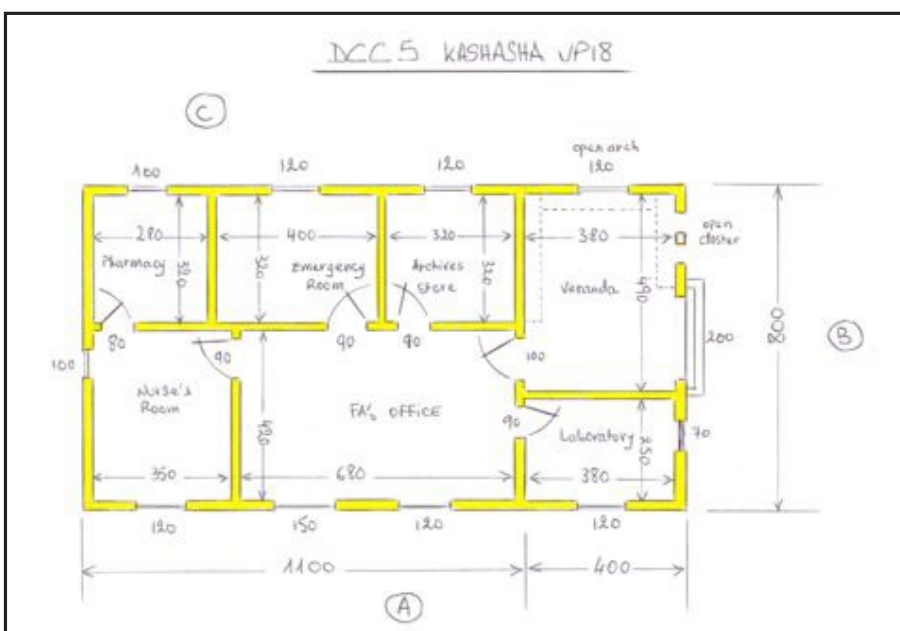 DCC 5 KASHASHA VP18
C
open arch
100
120
120
120
280
400
320
380
open
closter
Pharmacy
320
320
Emergency
Room
Archives
Store
320
Veranda
490
200
800
B
80
90
90
90
100
100
Nurse's
Room
420
FA's OFFICE
90
Laboratory
250
70
350
680
380
120
150
120
120
1100
400
A